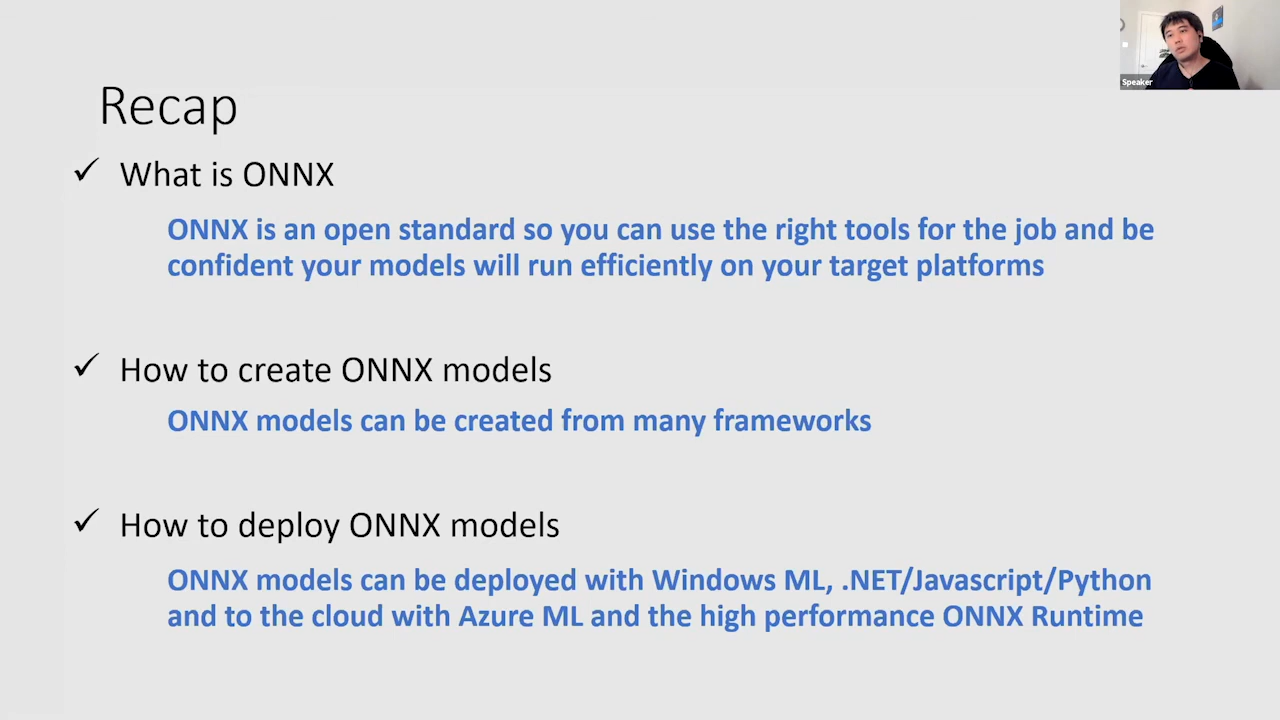 Speaker
Recap
✓ What is ONNX
ONNX is an open standard so you can use the right tools for the job and be
confident your models will run efficiently on your target platforms
✓ How to create ONNX models
ONNX models can be created from many frameworks
✓ How to deploy ONNX models
ONNX models can be deployed with Windows ML, .NET/Javascript/Python
and to the cloud with Azure ML and the high performance ONNX Runtime